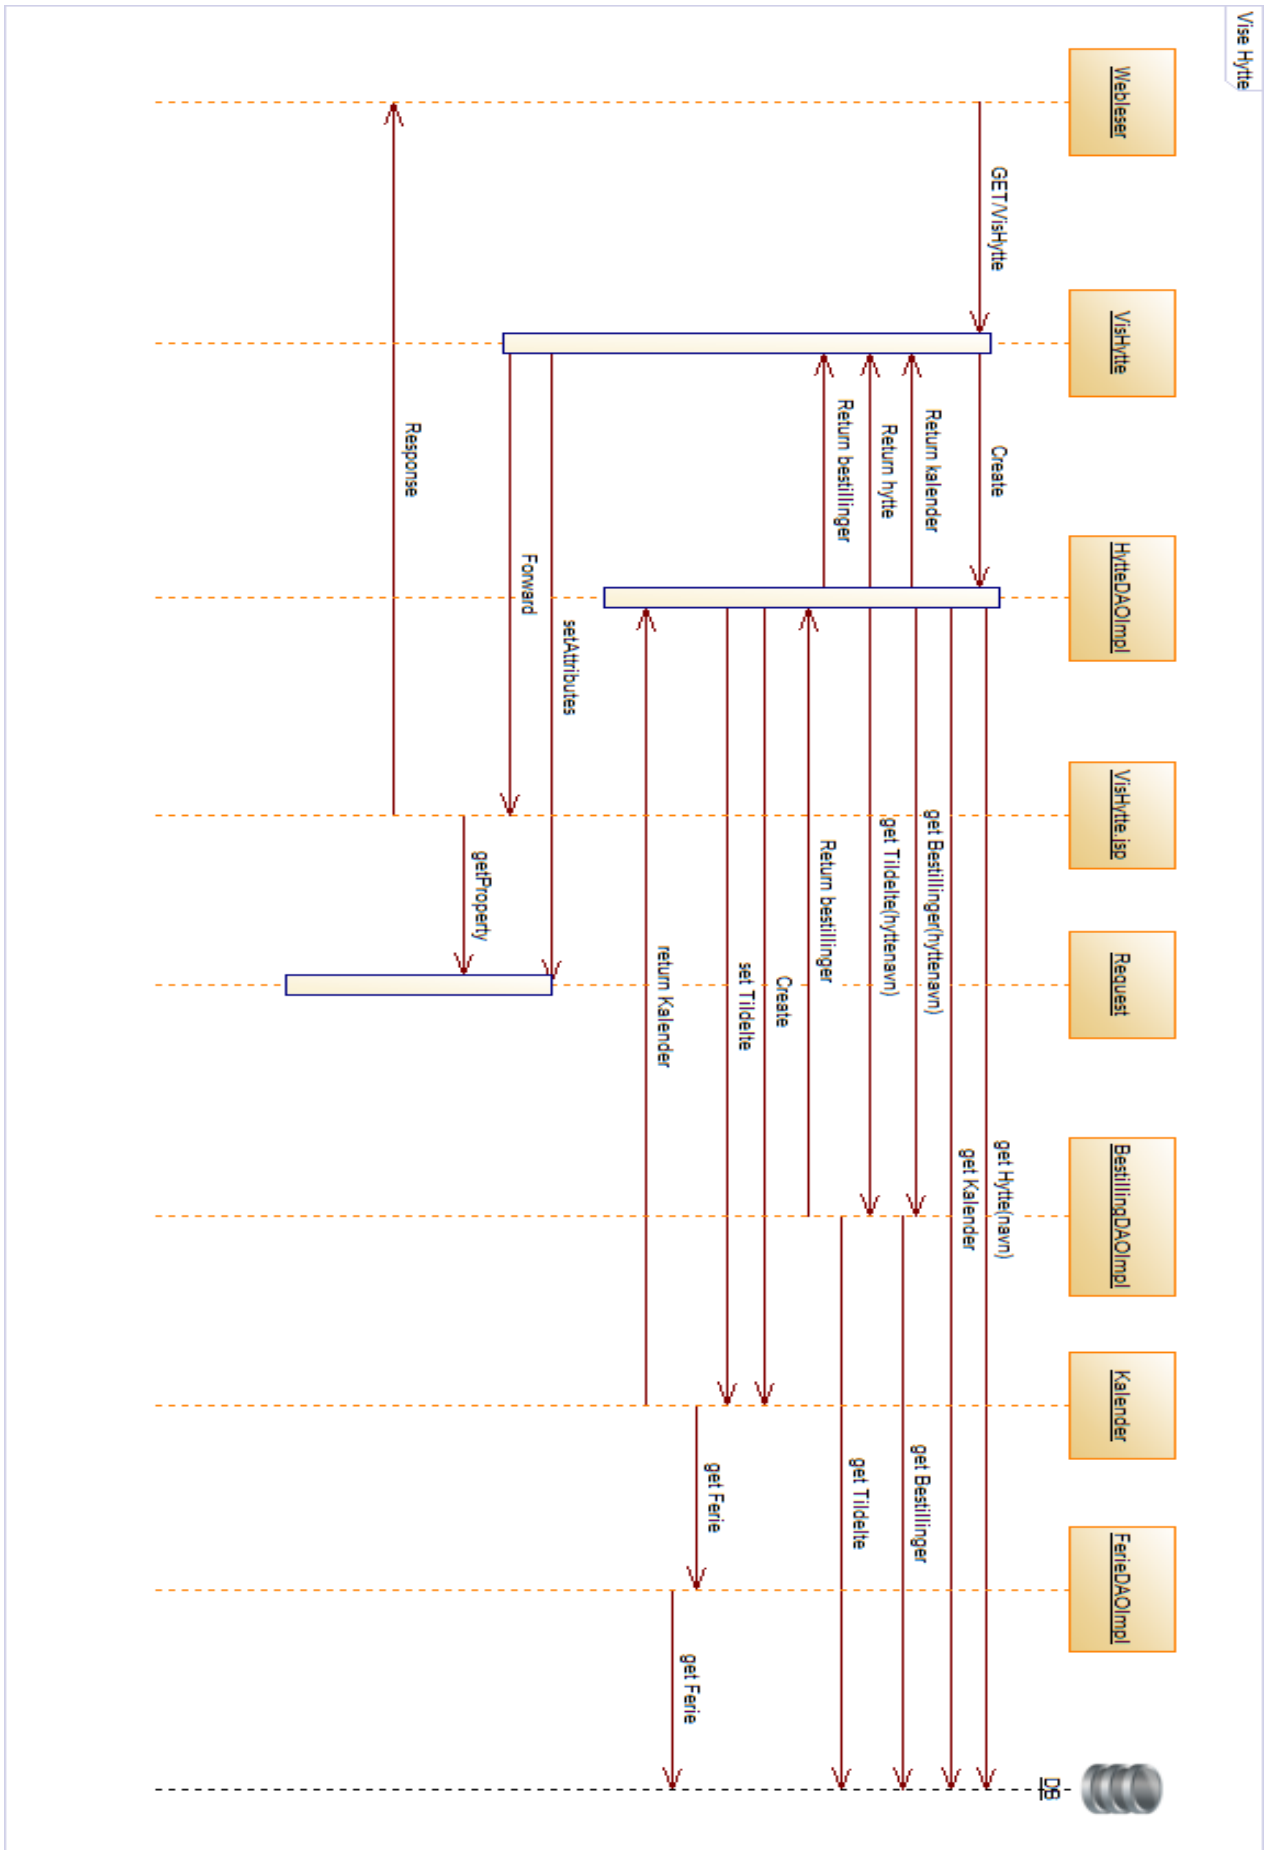 Vise Hytte
Webleser
VisHytte
HytteDAOImpl
VisHytte.jsp
Request
BestillingDAOImpl
Kalender
FerieDAOImpl
DB
GET/VisHytte
Create
get Hytte(navn)
get Kalender
Return kalender
get Bestillinger(hyttenavn)
get Bestillinger
Return hytte
get Tildelte(hyttenavn)
get Tildelte
Return bestillinger
Return bestillinger
Create
set Tildelte
get Ferie
get Ferie
return Kalender
setAttributes
Forward
getProperty
Response